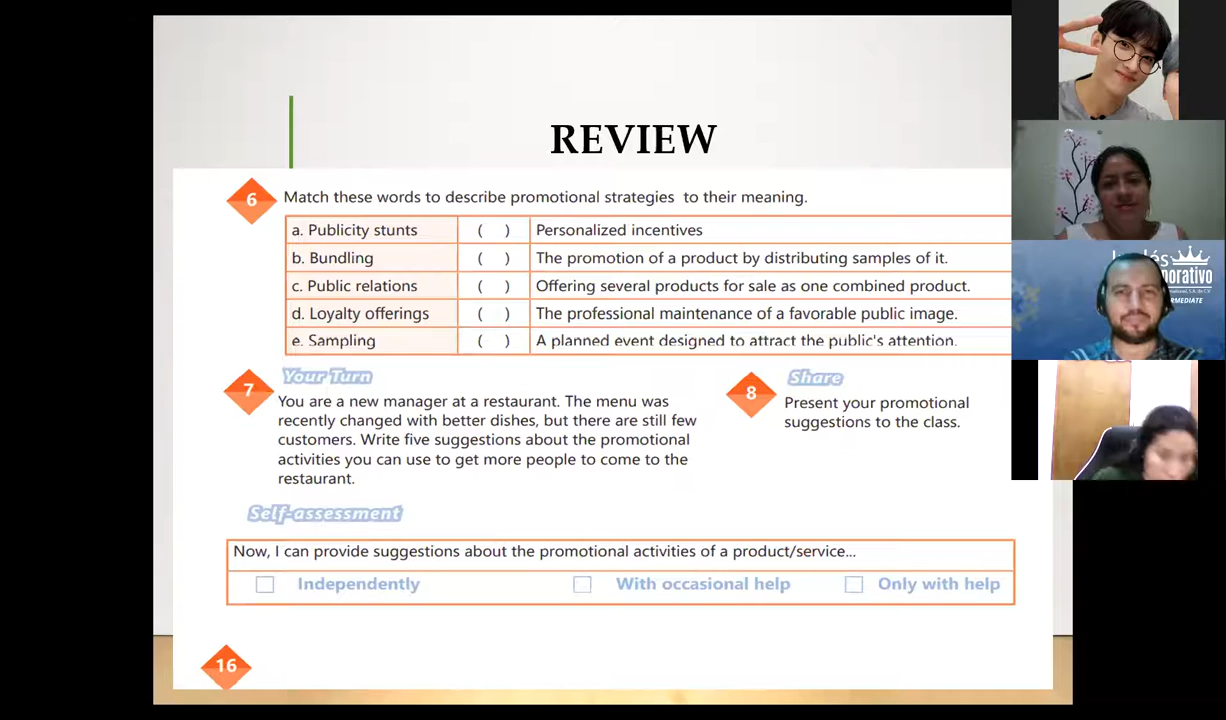 REVIEW
6
Match these words to describe promotional strategies to their meaning.
a. Publicity stunts ( ) Personalized incentives
b. Bundling ( ) The promotion of a product by distributing samples of it.
c. Public relations ( ) Offering several products for sale as one combined product.
d. Loyalty offerings ( ) The professional maintenance of a favorable public image.
e. Sampling ( ) A planned event designed to attract the public's attention.
7
Your Turn
You are a new manager at a restaurant. The menu was
recently changed with better dishes, but there are still few
customers. Write five suggestions about the promotional
activities you can use to get more people to come to the
restaurant.
8
Share
Present your promotional
suggestions to the class.
Self-assessment
Now, I can provide suggestions about the promotional activities of a product/service...
Independently With occasional help Only with help
16